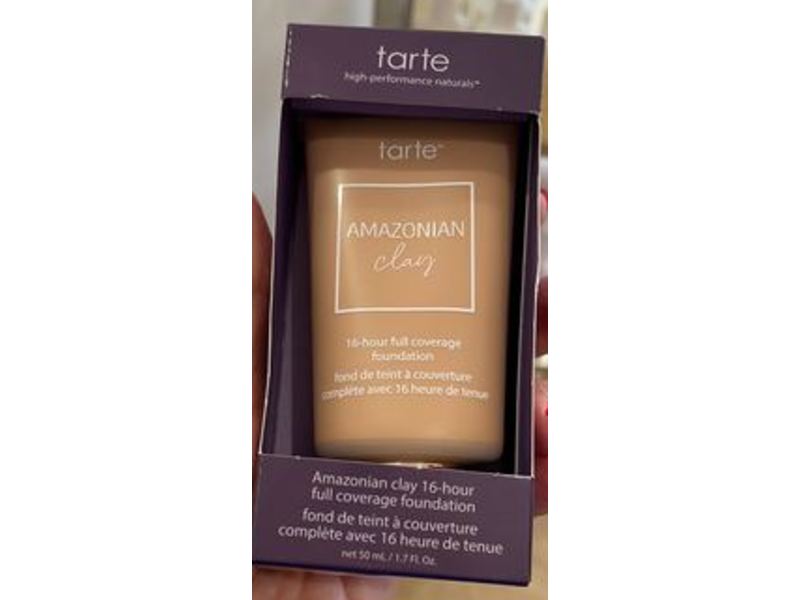 tarte
high-performance naturals™
tarte™
AMAZONIAN
clay
16-hour full coverage
foundation
fond de teint à couverture
complète avec 16 heure de tenue
Amazonian clay 16-hour
full coverage foundation
fond de teint à couverture
complète avec 16 heure de tenue
net 50 mL / 1.7 Fl. Oz.